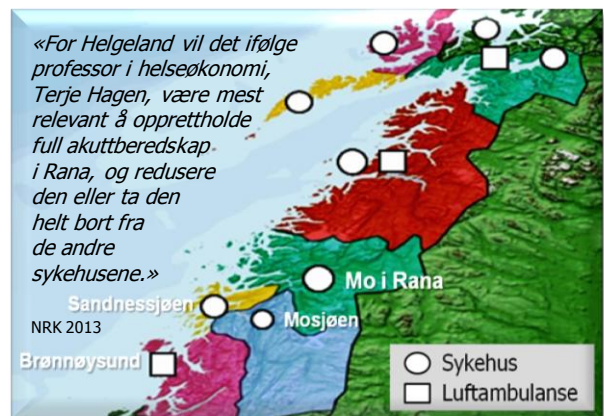 «For Helgeland vil det ifølge
professor i helseøkonomi,
Terje Hagen, være mest
relevant å opprettholde
full akuttberedskap
i Rana, og redusere
den eller ta den
helt bort fra
de andre
sykehusene.»
NRK 2013
Mo i Rana
Sandnessjøen
Mosjøen
Brønnøysund
Sykehus
Luftambulanse